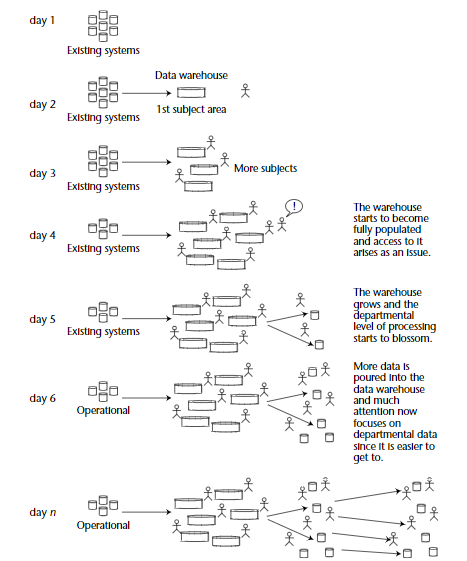 day 1
Existing systems
Data warehouse
day 2
1st subject area
Existing systems
day 3
More subjects
Existing systems
!
The warehouse
starts to become
fully populated
and access to it
arises as an issue.
day 4
Existing systems
The warehouse
grows and the
departmental
level of processing
starts to blossom.
day 5
Existing systems
More data is
poured into the
data warehouse
and much
attention now
focuses on
departmental data
since it is easier to
get to.
day 6
Operational
day n
Operational